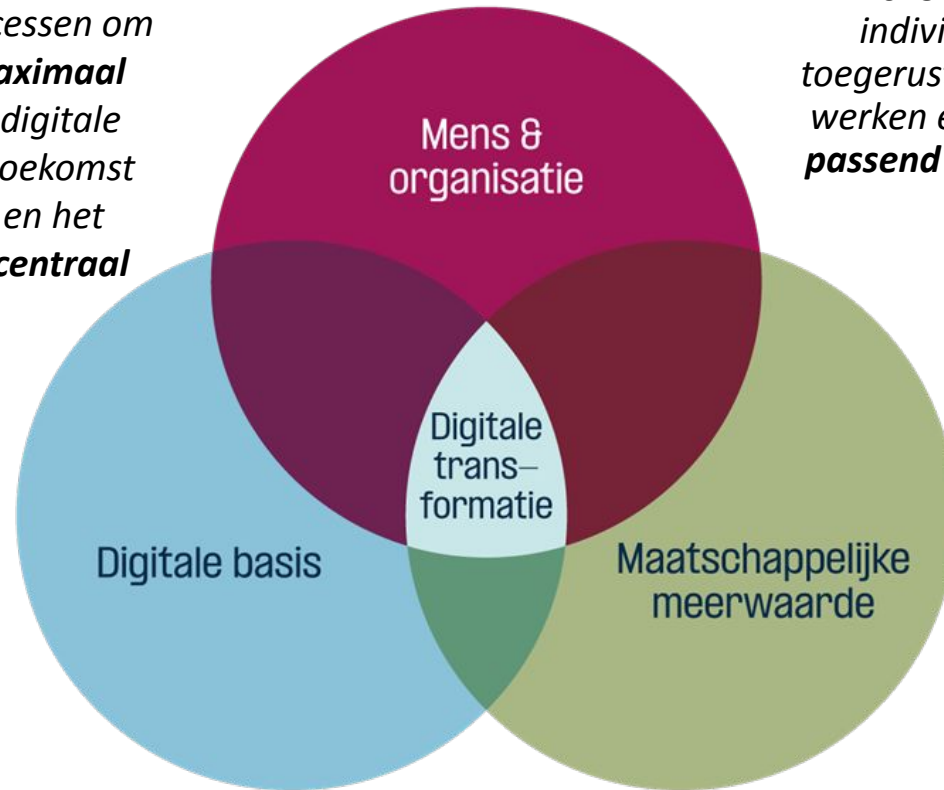 cessen om
aximaal
digitale
oekomst
en het
centraal
indivi
toegerust
werken e
passend
Mens &
organisatie
Digitale
trans–
formatie
Digitale basis
Maatschappelijke
meerwaarde